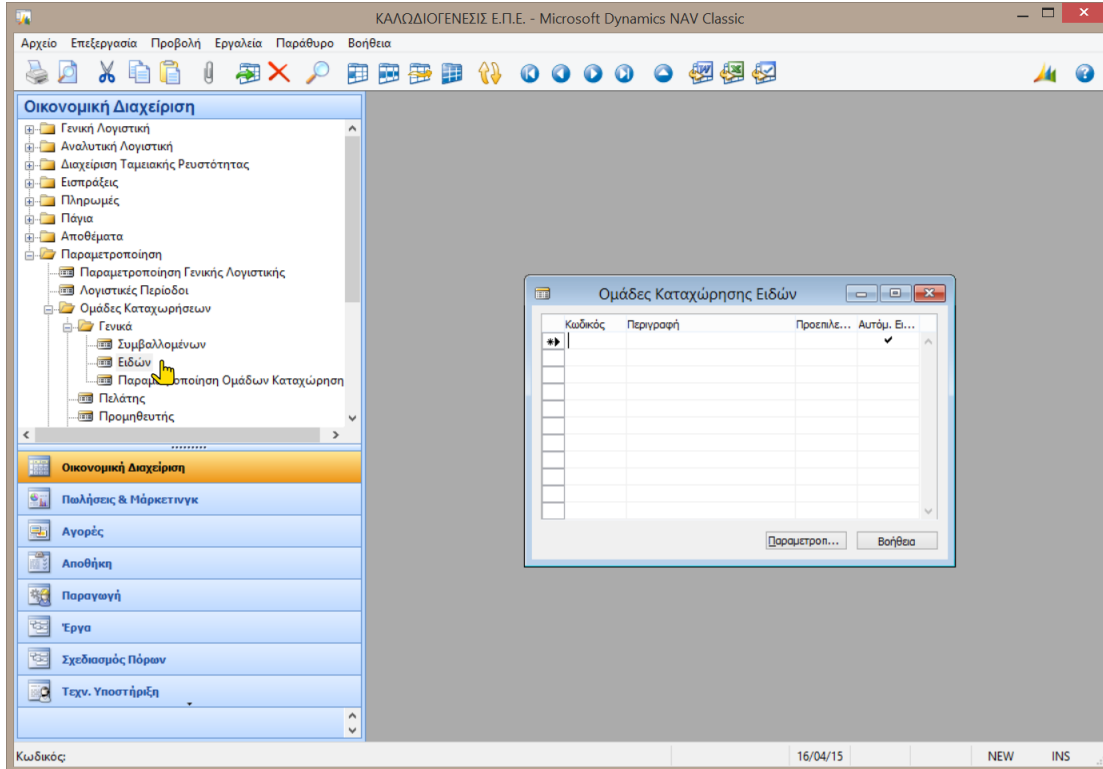 ΚΑΛΩΔΙΟΓΕΝΕΣΙΣ Ε.Π.Ε. - Microsoft Dynamics NAV Classic
Αρχείο Επεξεργασία Προβολή Εργαλεία Παράθυρο Βοήθεια
Οικονομική Διαχείριση
Γενική Λογιστική
Αναλυτική Λογιστική
Διαχείριση Ταμειακής Ρευστότητας
Εισπράξεις
Πληρωμές
Πάγια
Αποθέματα
Παραμετροποίηση
Παραμετροποίηση Γενικής Λογιστικής
Λογιστικές Περίοδοι
Ομάδες Καταχωρήσεων
Γενικά
Συμβαλλομένων
Ειδών
Ομάδων Καταχώρηση
Πελάτης
Προμηθευτής
Οικονομική Διαχείριση
Πωλήσεις & Μάρκετινγκ
Αγορές
Αποθήκη
Παραγωγή
Έργα
Σχεδιασμός Πόρων
Τεχν. Υποστήριξη
Ομάδες Καταχώρησης Ειδών
Κωδικός Περιγραφή Προεπιλε... Αυτόμ. Ει...
Παραμετροπ... Βοήθεια
Κωδικός: 16/04/15 NEW INS